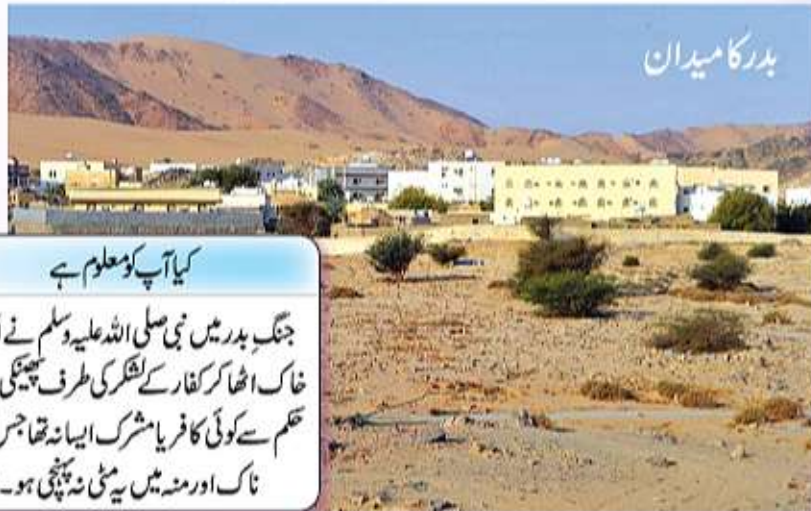 بدر کا میدان
کیا آپ کو معلوم ہے
جنگِ بدر میں نبی صلی اللہ علیہ وسلم نے
خاک اٹھا کر کفار کے لشکر کی طرف پھینکی
حکم سے کوئی کافر یا مشرک ایسا نہ تھا جس
ناک اور منہ میں یہ مٹی نہ پہنچی ہو۔